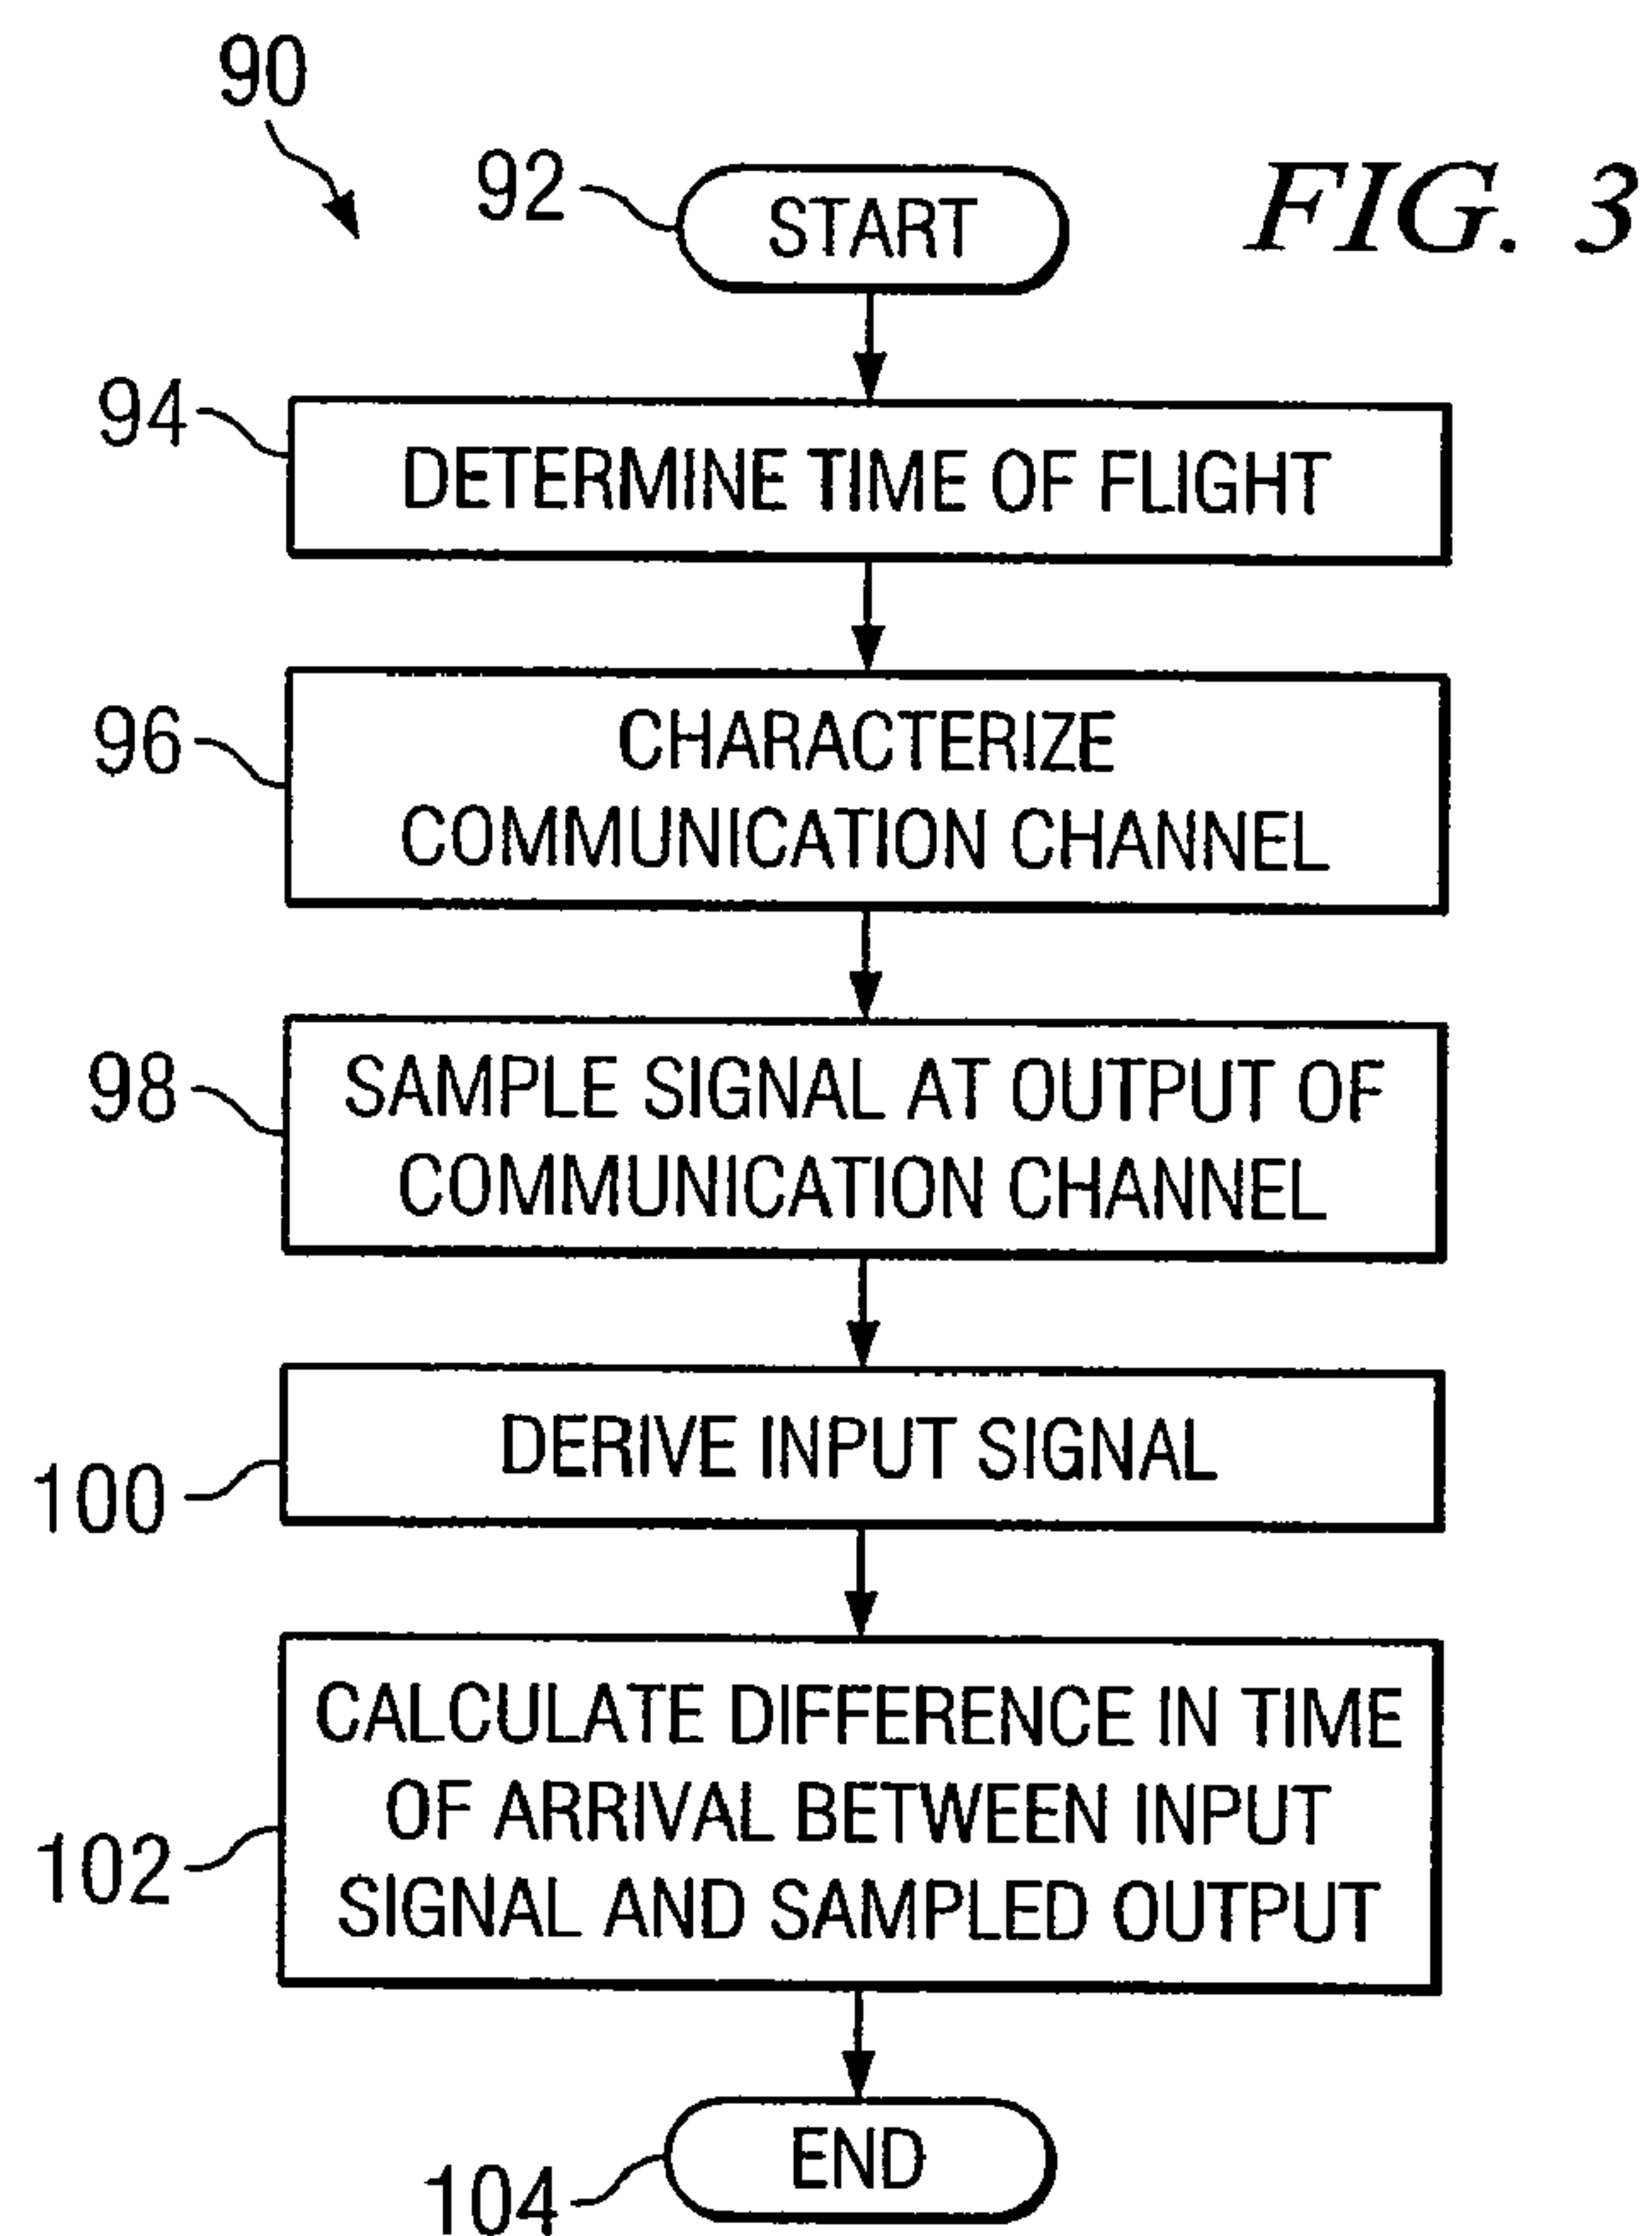 90
92
START
FIG. 3
94
DETERMINE TIME OF FLIGHT
96
CHARACTERIZE
COMMUNICATION CHANNEL
98
SAMPLE SIGNAL AT OUTPUT OF
COMMUNICATION CHANNEL
100
DERIVE INPUT SIGNAL
102
CALCULATE DIFFERENCE IN TIME
OF ARRIVAL BETWEEN INPUT
SIGNAL AND SAMPLED OUTPUT
104
END